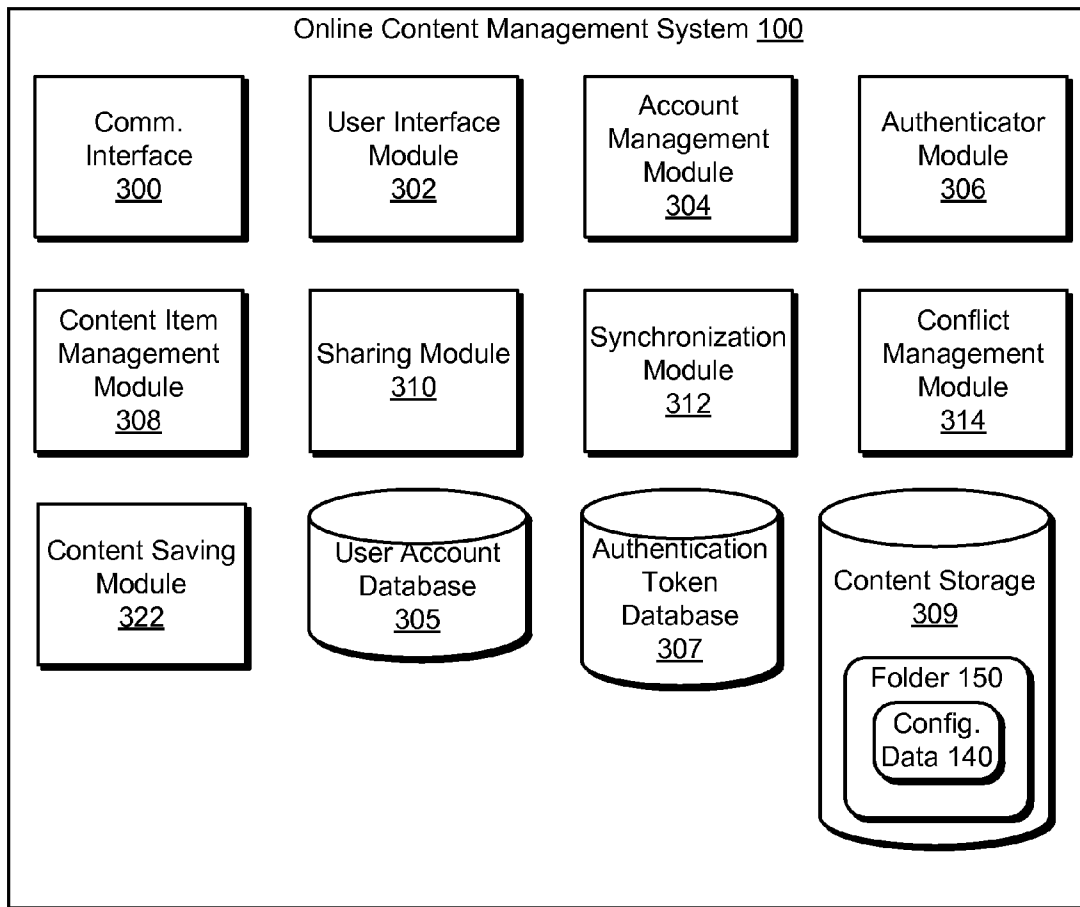 Online Content Management System 100
Comm.
Interface
300
User Interface
Module
302
Account
Management
Module
304
Authenticator
Module
306
Content Item
Management
Module
308
Sharing Module
310
Synchronization
Module
312
Conflict
Management
Module
314
Content Saving
Module
322
User Account
Database
305
Authentication
Token
Database
307
Content Storage
309
Folder 150
Config.
Data 140